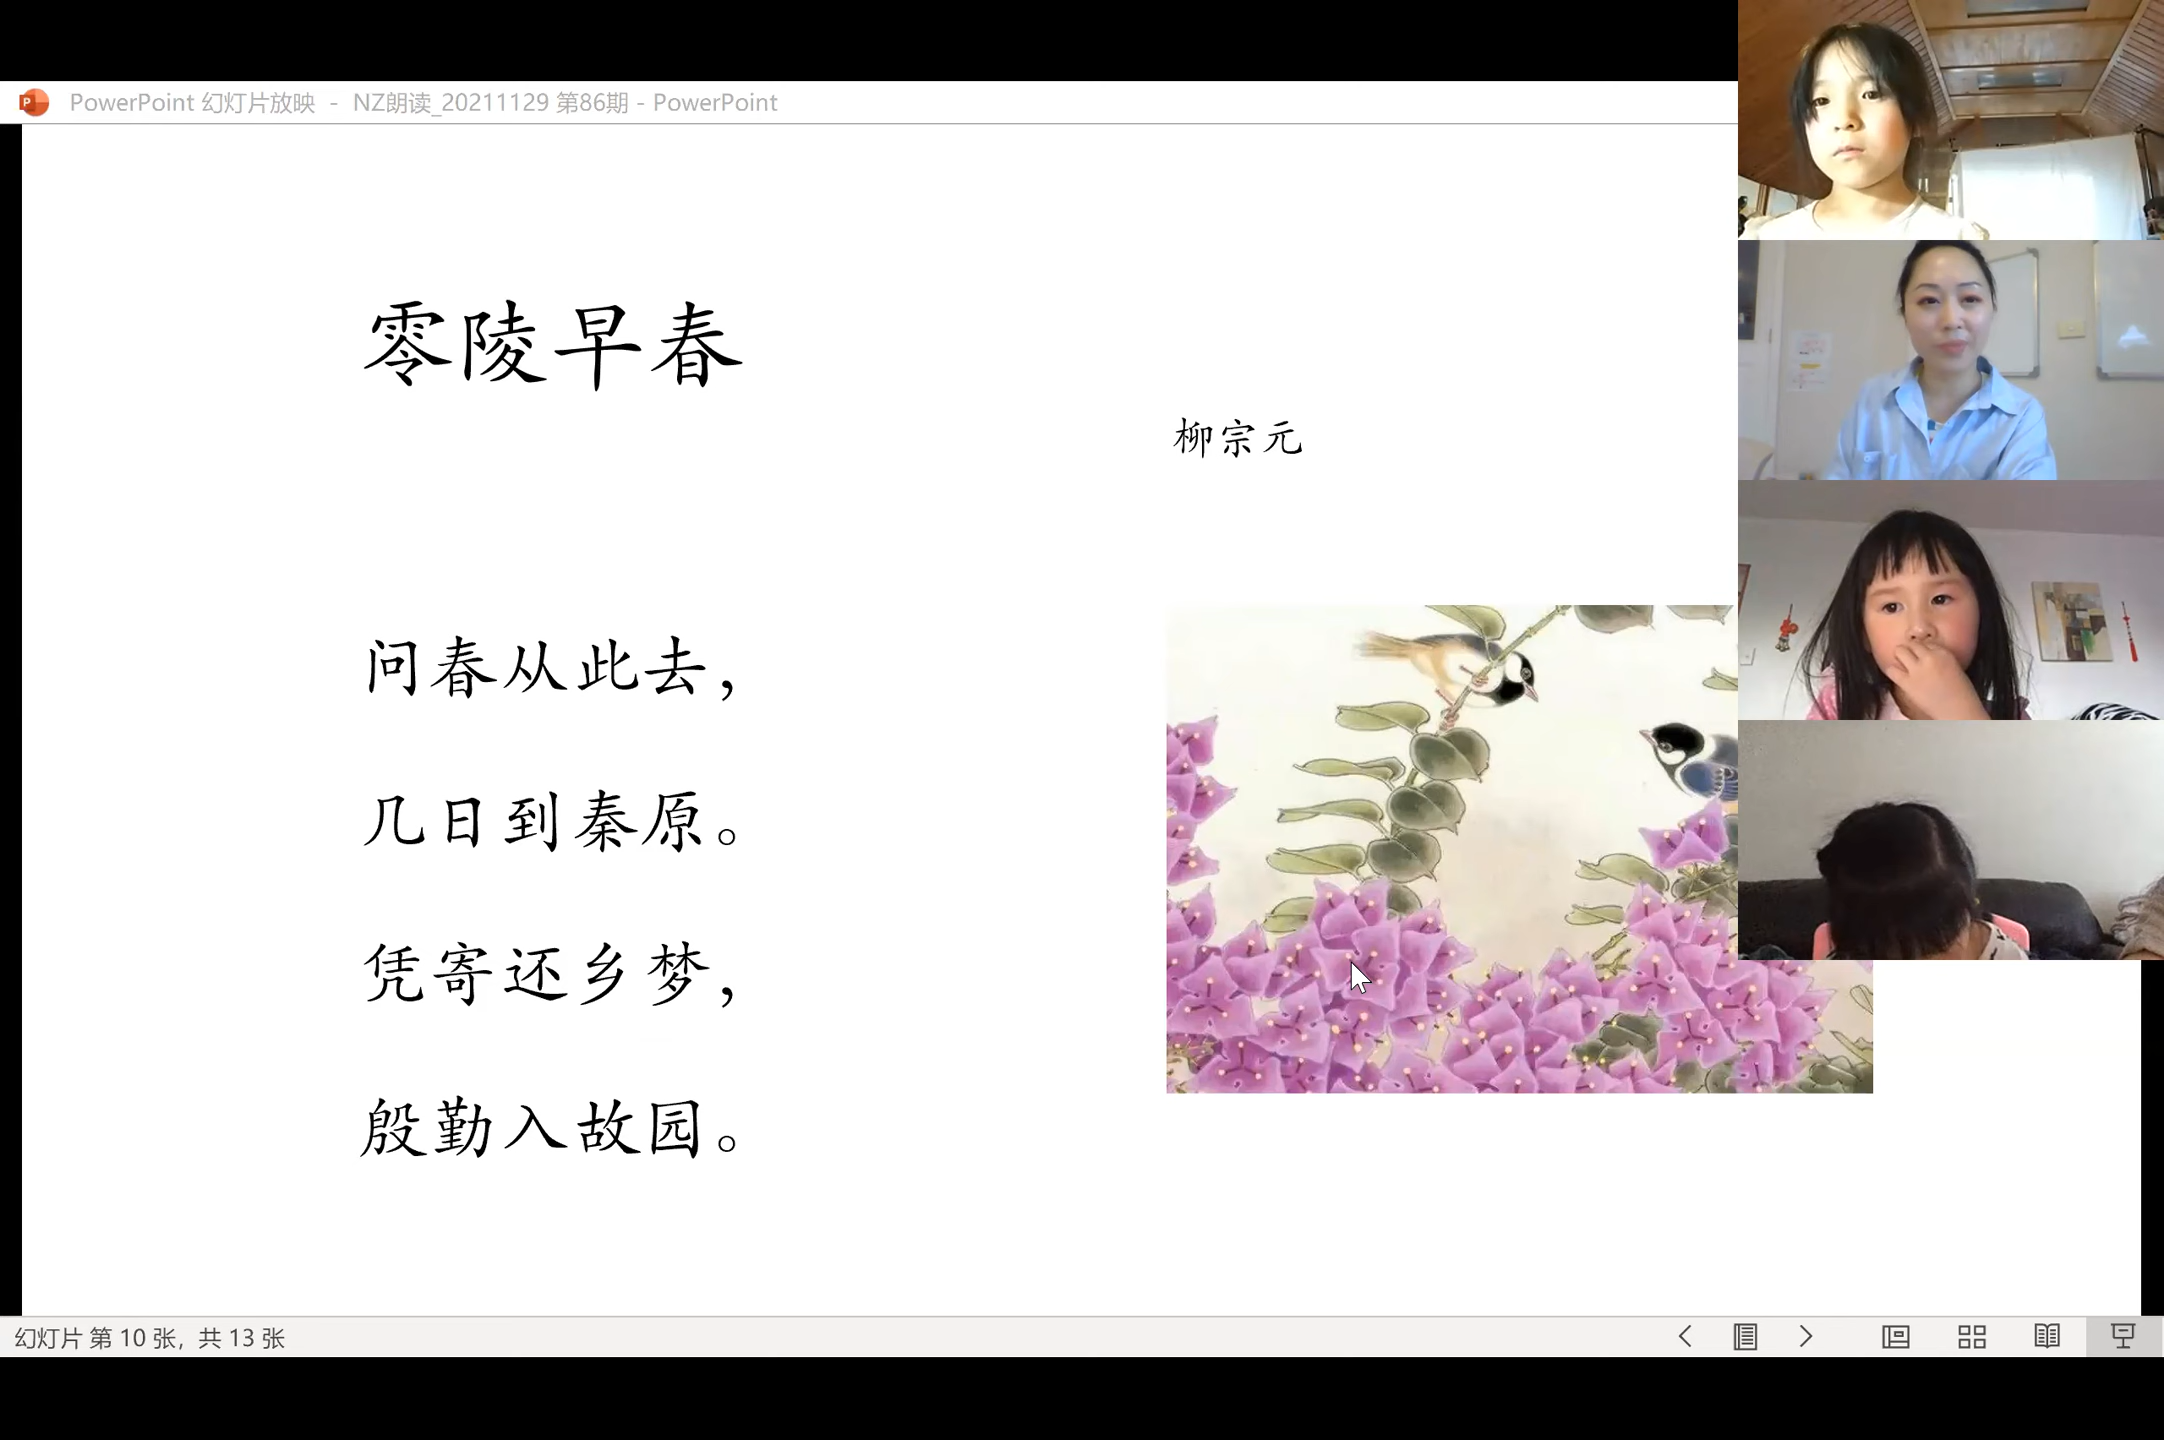 PowerPoint 幻灯片放映 - NZ朗读_20211129 第86期 - PowerPoint
零陵早春
柳宗元
问春从此去，
几日到秦原。
凭寄还乡梦，
殷勤入故园。
幻灯片 第 10 张，共 13 张